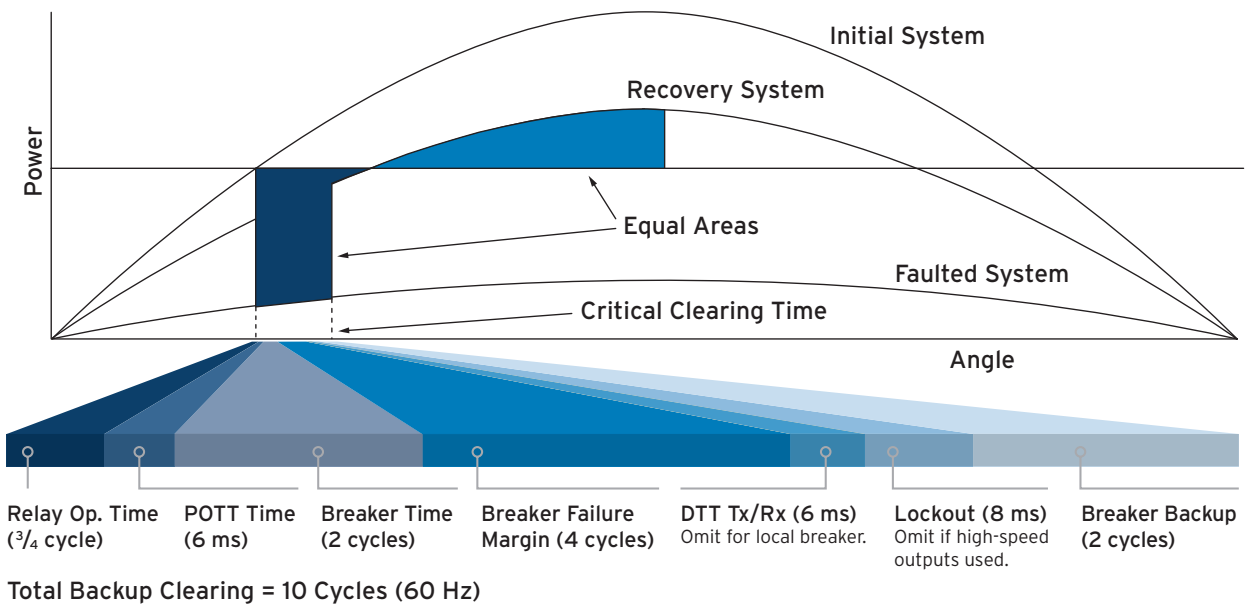 Initial System
Recovery System
Power
Equal Areas
Faulted System
Critical Clearing Time
Angle
Relay Op. Time
(3/4 cycle)
POTT Time
(6 ms)
Breaker Time
(2 cycles)
Breaker Failure
Margin (4 cycles)
DTT Tx/Rx (6 ms)
Omit for local breaker.
Lockout (8 ms)
Omit if high-speed
outputs used.
Breaker Backup
(2 cycles)
Total Backup Clearing = 10 Cycles (60 Hz)